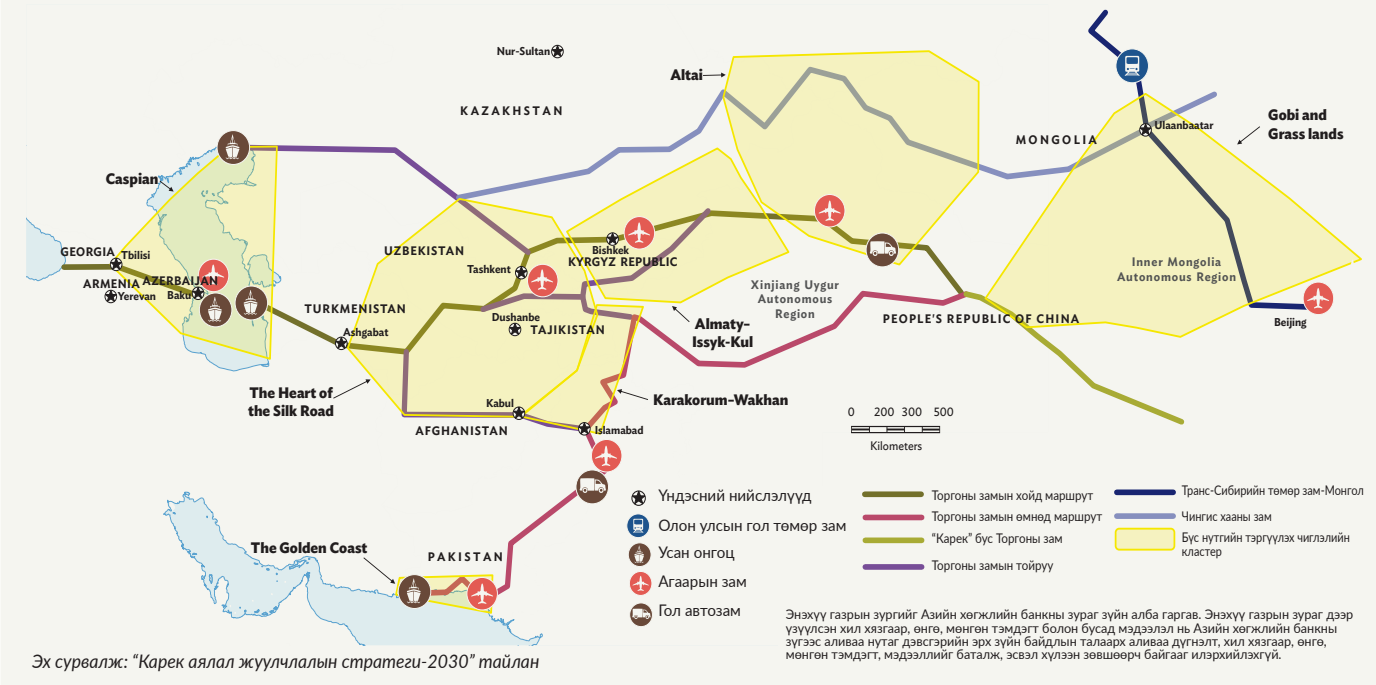 Nur-Sultan
Altai
KAZAKHSTAN
MONGOLIA
Ulaanbaatar
Gobi and
Grass lands
Caspian
GEORGIA
Tbilisi
ARMENIA
AZERBAIJAN
Yerevan
Baku
UZBEKISTAN
Tashkent
Bishkek
KYRGYZ REPUBLIC
Inner Mongolia
Autonomous Region
Xinjiang Uygur
Autonomous
Region
TURKMENISTAN
Ashgabat
Dushanbe
TAJIKISTAN
Almaty-
Issyk-Kul
PEOPLE'S REPUBLIC OF CHINA
Beijing
The Heart of
the Silk Road
Kabul
Karakorum-Wakhan
AFGHANISTAN
Islamabad
0 200 300 500
Kilometers
The Golden Coast
PAKISTAN
Үндэсний нийслэлүүд
Олон улсын гол төмөр зам
Усан онгоц
Агаарын зам
Гол автозам
Торгоны замын хойд маршрут
Торгоны замын өмнөд маршрут
“Карек” бус Торгоны зам
Торгоны замын тойруу
Транс-Сибирийн төмөр зам-Монгол
Чингис хааны зам
Бүс нутгийн тэргүүлэх чиглэлийн
кластер
Энэхүү газрын зургийг Азийн хөгжлийн банкны зураг зүйн алба гаргав. Энэхүү газрын зураг дээр
үзүүлсэн хил хязгаар, өнгө, мөнгөн тэмдэгт болон бусад мэдээлэл нь Азийн хөгжлийн банкны
зүгээс аливаа нутаг дэвсгэрийн эрх зүйн байдлын талаарх аливаа дүгнэлт, хил хязгаар, өнгө,
мөнгөн тэмдэгт, мэдээллийг баталж, эсвэл хүлээн зөвшөөрч байгааг илэрхийлэхгүй.
Эх сурвалж: “Карек аялал жуулчлалын стратеги-2030” тайлан